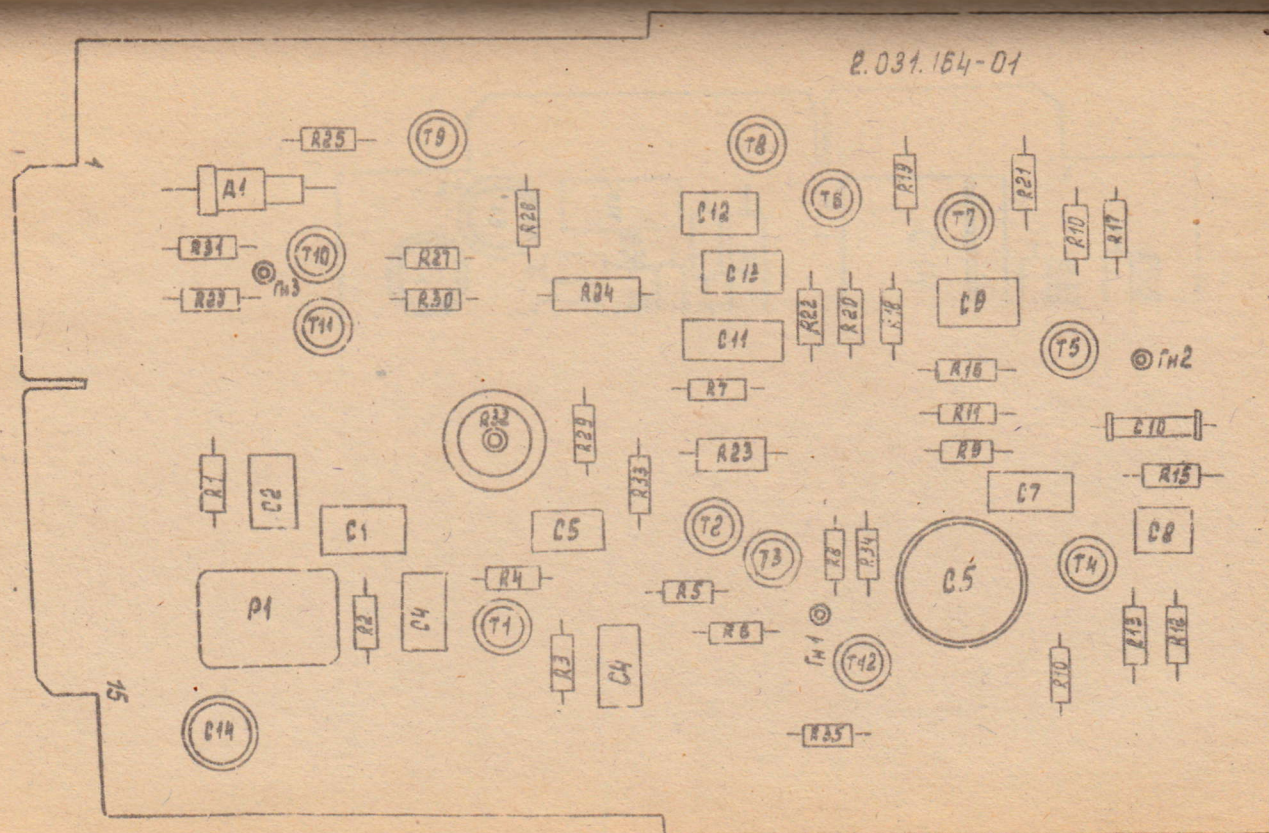 2.031.164-01
R25
T9
T8
1
Д1
T6
R19
T7
R21
R10
R17
R28
C12
R31
T10
R27
C13
Гн3
R30
R24
C9
T11
R22
R20
R18
C11
T5
Гн2
R16
R7
R11
C10
R32
R29
R23
R9
R15
R1
C2
R33
C7
C1
C5
T2
T3
R8
R34
C8
C.5
T4
R4
R5
P1
R2
C4
T1
R6
Гн1
R13
R12
R3
C4
T12
R10
15
C14
R35